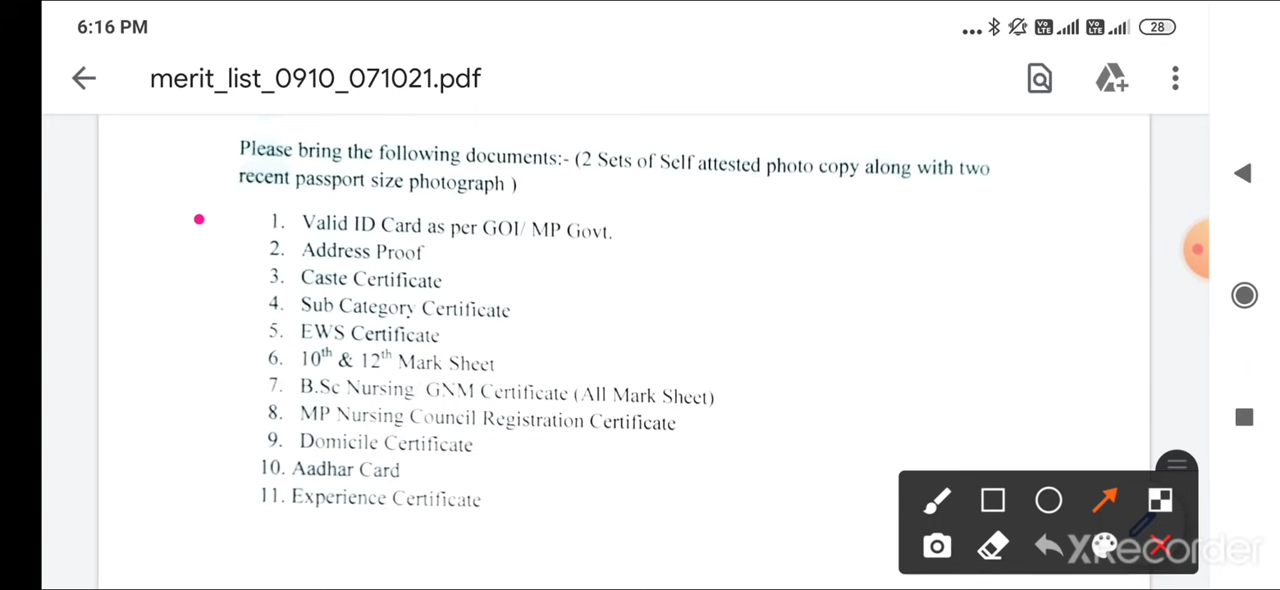 6:16 PM
... Vo LTE Vo LTE 28
merit_list_0910_071021.pdf
Please bring the following documents:- (2 Sets of Self attested photo copy along with two
recent passport size photograph )
1. Valid ID Card as per GOI/ MP Govt.
2. Address Proof
3. Caste Certificate
4. Sub Category Certificate
5. EWS Certificate
6. 10th & 12th Mark Sheet
7. B.Sc Nursing GNM Certificate (All Mark Sheet)
8. MP Nursing Council Registration Certificate
9. Domicile Certificate
10. Aadhar Card
11. Experience Certificate
XRecorder